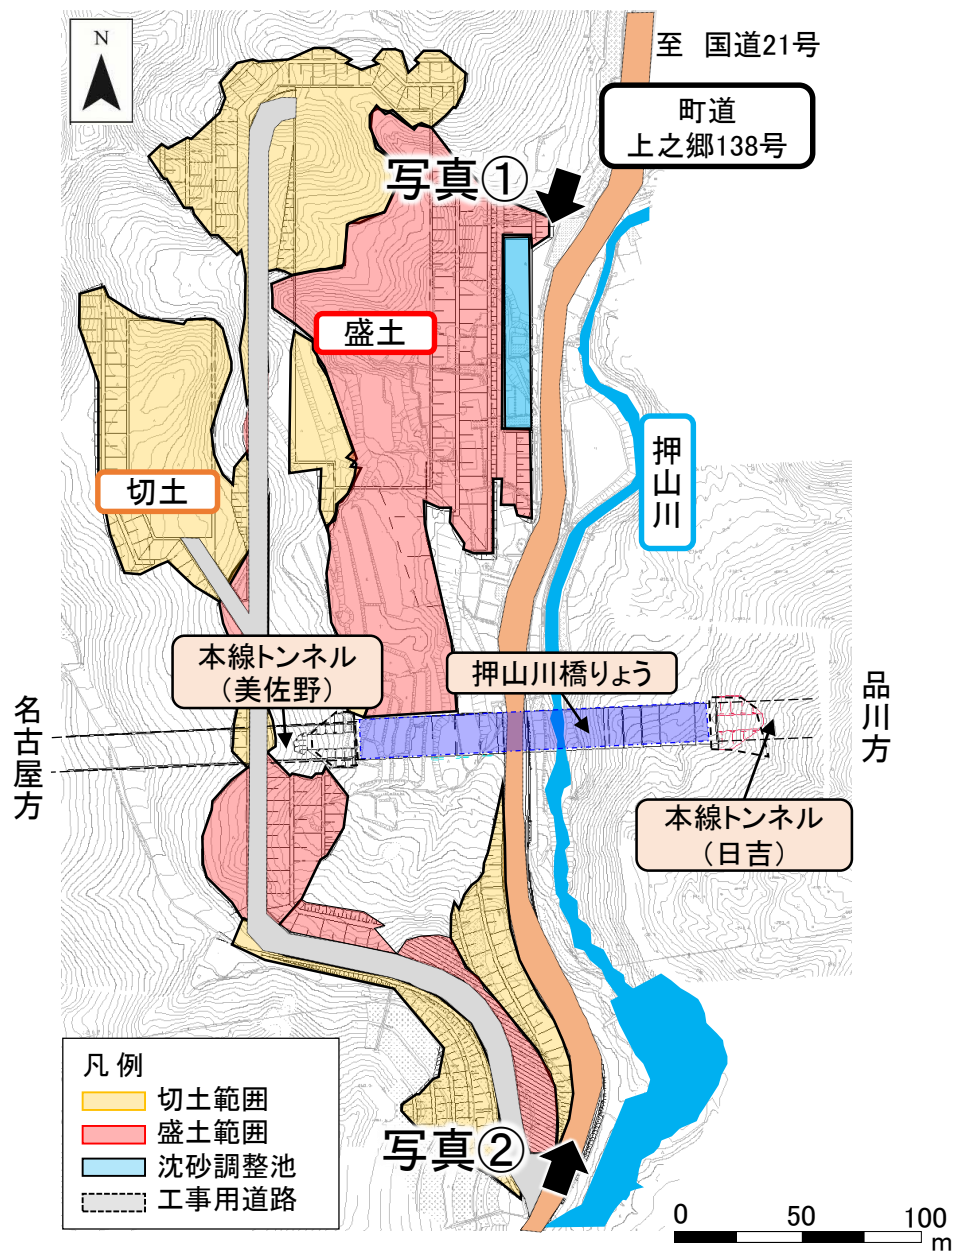 N
至 国道21号
町道
上之郷138号
写真①
盛土
切土
押山川
本線トンネル
（美佐野）
押山川橋りょう
名古屋方
品川方
本線トンネル
（日吉）
凡例
切土範囲
盛土範囲
沈砂調整池
工事用道路
写真②
0 50 100
m